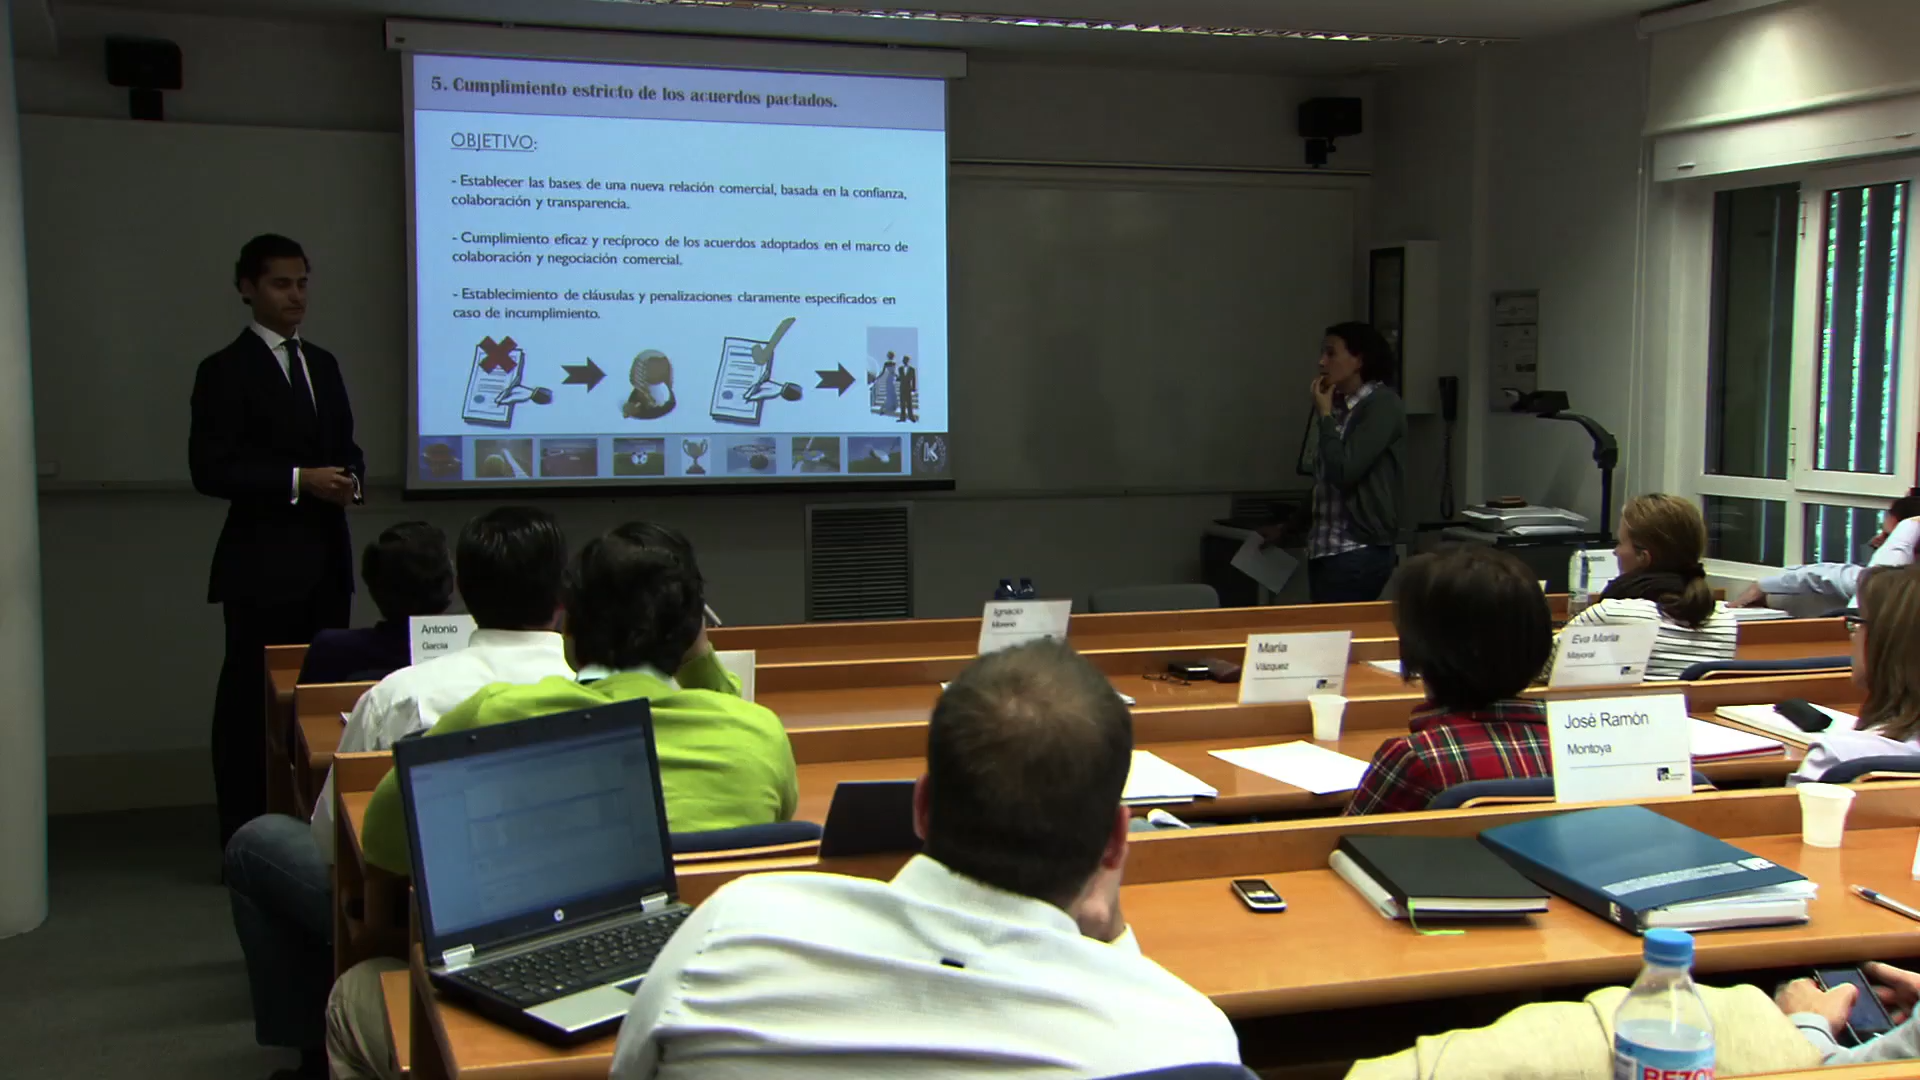 5. Cumplimiento estricto de los acuerdos pactados.
OBJETIVO:
- Establecer las bases de una nueva relación comercial, basada en la confianza,
colaboración y transparencia.
- Cumplimiento eficaz y recíproco de los acuerdos adoptados en el marco de
colaboración y negociación comercial.
- Establecimiento de cláusulas y penalizaciones claramente especificados en
caso de incumplimiento.
K
Antonio
García
Ignacio
Moreno
María
Vázquez
Eva María
Mayoral
José Ramón
Montoya
hp
BEZO